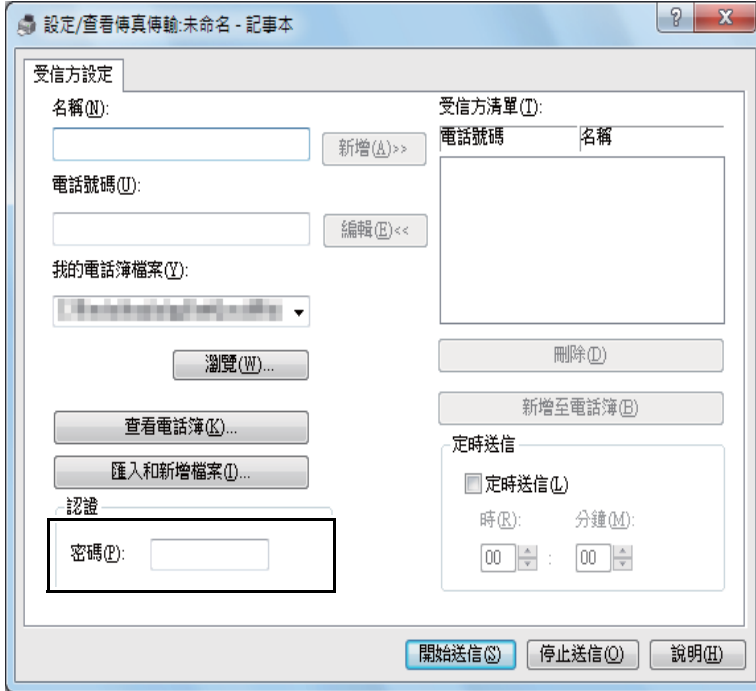 設定/查看傳真傳輸:未命名 - 記事本
受信方設定
名稱(N):
新增(A)>>
電話號碼(U):
編輯(E)<<
我的電話簿檔案(Y):
瀏覽(W)...
查看電話簿(K)...
匯入和新增檔案(I)...
認證
密碼(P):
受信方清單(T):
電話號碼 名稱
刪除(D)
新增至電話簿(B)
定時送信
定時送信(L)
時(R): 分鐘(M):
00 : 00
開始送信(S) 停止送信(O) 說明(H)